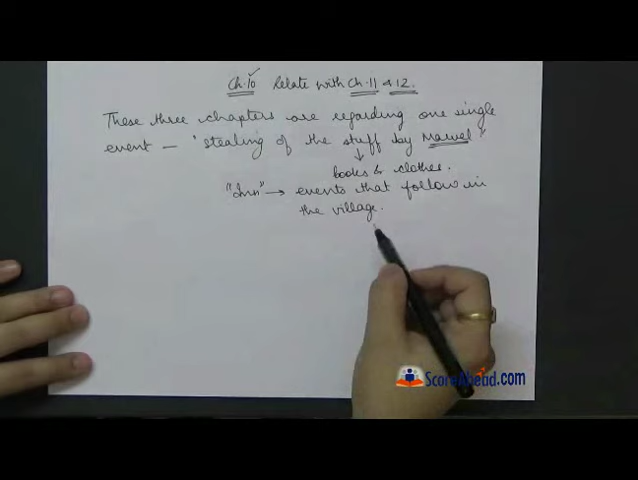 Ch.10 Relate with Ch.11 & 12.
These three chapters are regarding one single
event — "stealing of the stuff by Marvel"
books & clothes.
"Inn" → events that follow in
the village.
ScoreAhead.com